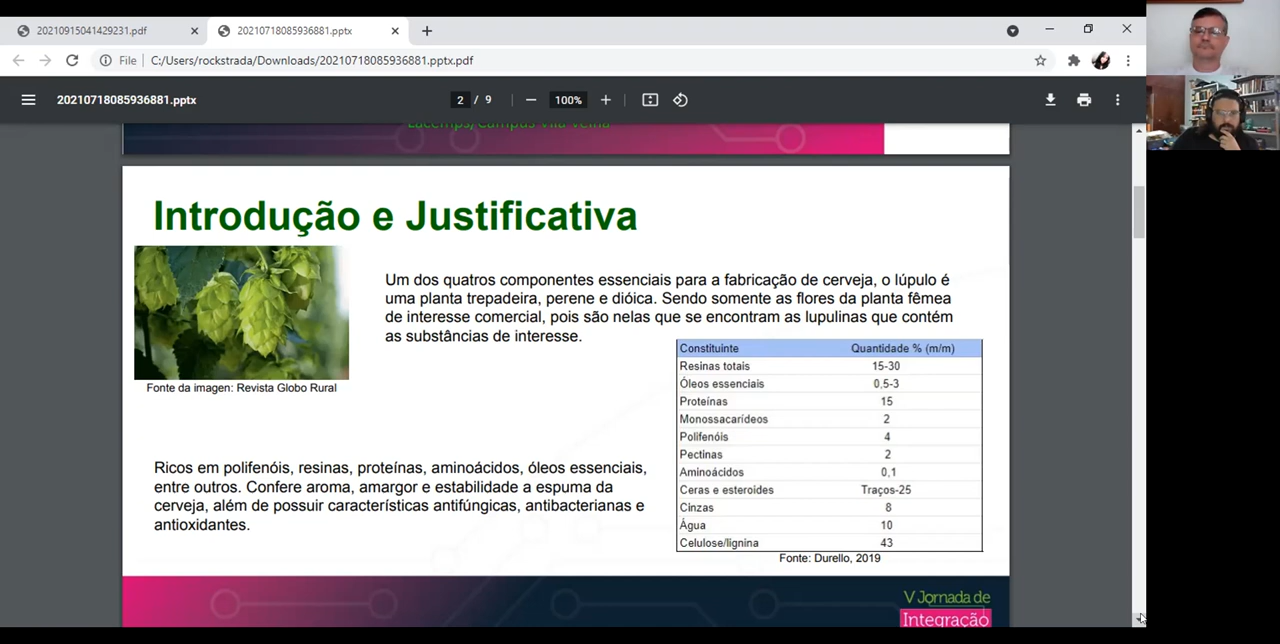 20210915041429231.pdf
20210718085936881.pptx
File
C:/Users/rockstrada/Downloads/20210718085936881.pptx.pdf
20210718085936881.pptx
2 / 9
100%
Lacemps/Campus Vila Velha
Introdução e Justificativa
Um dos quatros componentes essenciais para a fabricação de cerveja, o lúpulo é
uma planta trepadeira, perene e dióica. Sendo somente as flores da planta fêmea
de interesse comercial, pois são nelas que se encontram as lupulinas que contém
as substâncias de interesse.
Fonte da imagen: Revista Globo Rural
Constituinte Quantidade % (m/m)
Resinas totais 15-30
Óleos essenciais 0,5-3
Proteínas 15
Monossacarídeos 2
Polifenóis 4
Pectinas 2
Aminoácidos 0,1
Ceras e esteroides Traços-25
Cinzas 8
Água 10
Celulose/lignina 43
Fonte: Durello, 2019
Ricos em polifenóis, resinas, proteínas, aminoácidos, óleos essenciais,
entre outros. Confere aroma, amargor e estabilidade a espuma da
cerveja, além de possuir características antifúngicas, antibacterianas e
antioxidantes.
V Jornada de
Integração